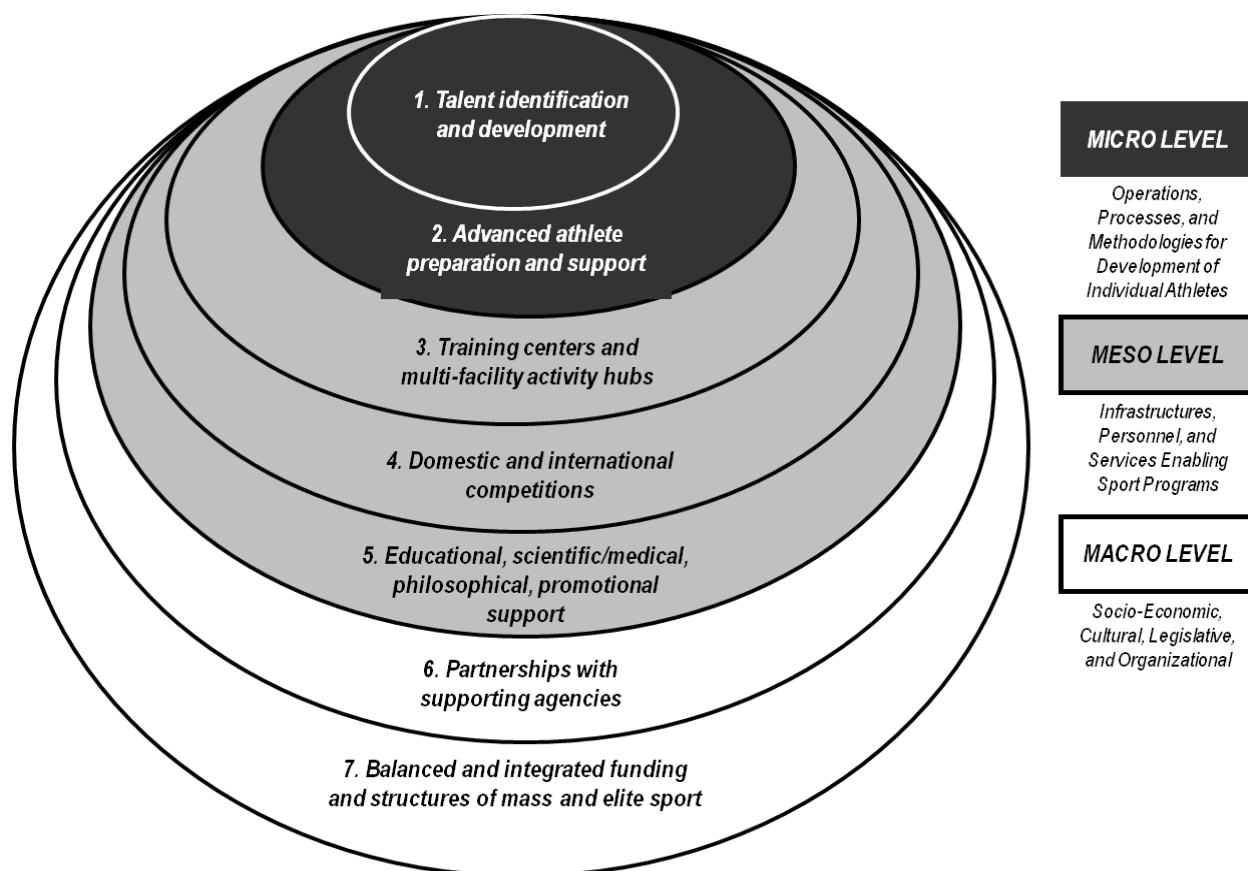 1. Talent identification
and development
2. Advanced athlete
preparation and support
3. Training centers and
multi-facility activity hubs
4. Domestic and international
competitions
5. Educational, scientific/medical,
philosophical, promotional
support
6. Partnerships with
supporting agencies
7. Balanced and integrated funding
and structures of mass and elite sport
MICRO LEVEL
Operations,
Processes, and
Methodologies for
Development of
Individual Athletes
MESO LEVEL
Infrastructures,
Personnel, and
Services Enabling
Sport Programs
MACRO LEVEL
Socio-Economic,
Cultural, Legislative,
and Organizational